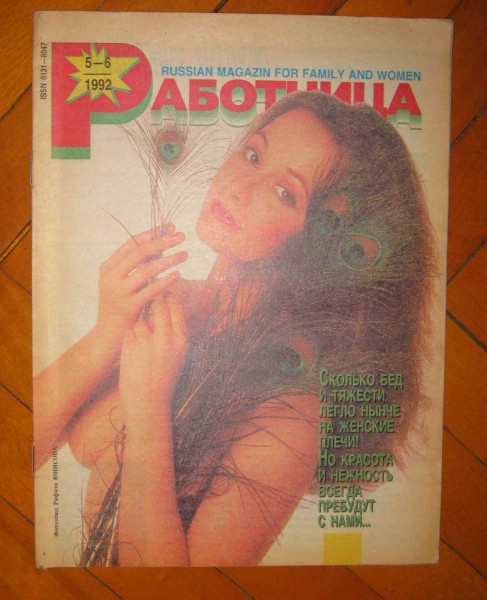 ISSN 0131—8047
5—6
1992
RUSSIAN MAGAZIN FOR FAMILY AND WOMEN
РАБОТНИЦА
СКОЛЬКО БЕД
И ТЯЖЕСТИ
ЛЕГЛО НЫНЧЕ
НА ЖЕНСКИЕ
ПЛЕЧИ!
НО КРАСОТА
И НЕЖНОСТЬ
ВСЕГДА
ПРЕБУДУТ
С НАМИ...
Фотоэтюд